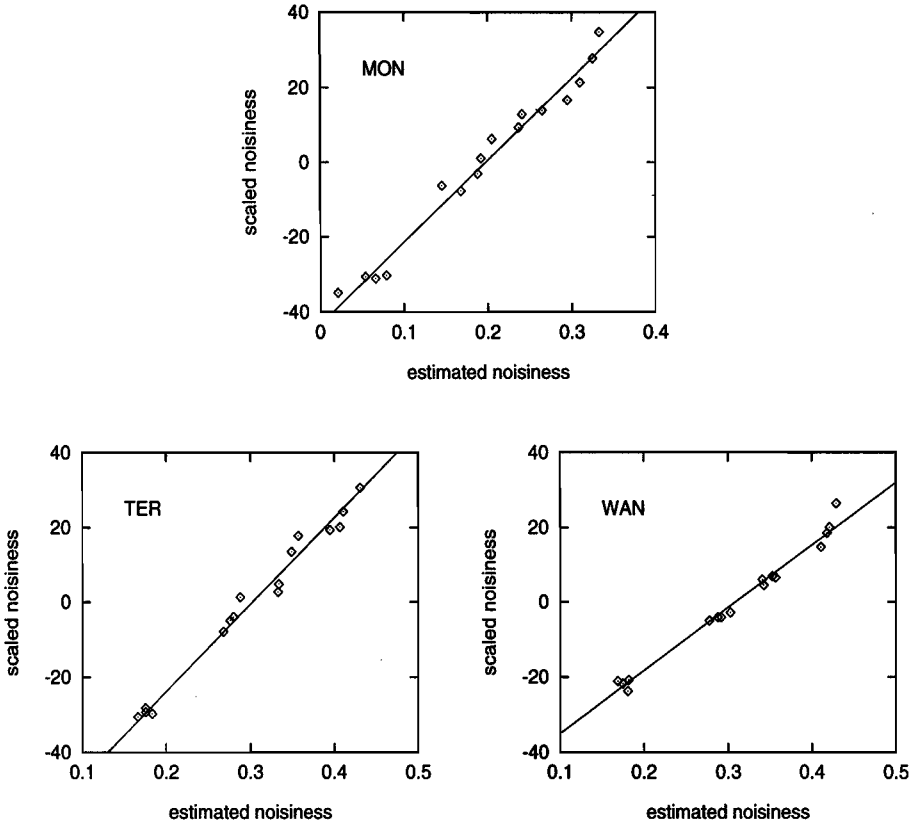 40
MON
20
scaled noisiness
0
-20
-40
0 0.1 0.2 0.3 0.4
estimated noisiness
40 40
TER WAN
20 20
scaled noisiness scaled noisiness
0 0
-20 -20
-40 -40
0.1 0.2 0.3 0.4 0.5 0.1 0.2 0.3 0.4 0.5
estimated noisiness estimated noisiness